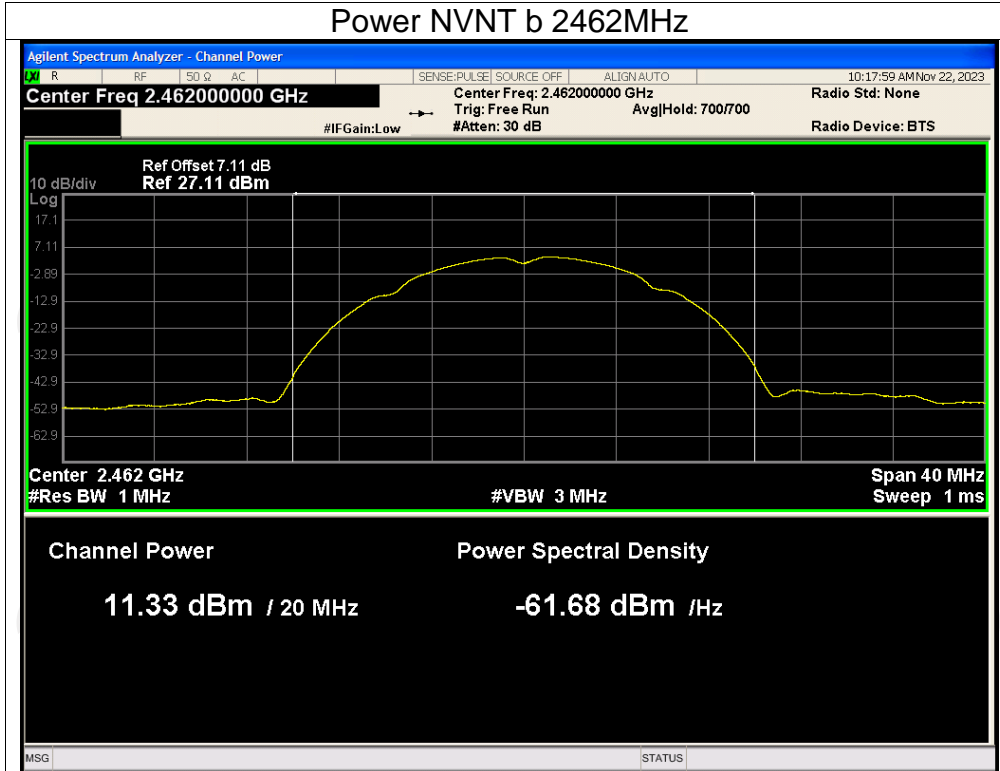 Power NVNT b 2462MHz
Agilent Spectrum Analyzer - Channel Power
LXI R RF 50 Ω AC SENSE:PULSE SOURCE OFF ALIGN AUTO 10:17:59 AM Nov 22, 2023
Center Freq 2.462000000 GHz Center Freq: 2.462000000 GHz Radio Std: None
Trig: Free Run Avg|Hold: 700/700
#IFGain:Low #Atten: 30 dB Radio Device: BTS
Ref Offset 7.11 dB
10 dB/div Ref 27.11 dBm
Log
17.1
7.11
-2.89
-12.9
-22.9
-32.9
-42.9
-52.9
-62.9
Center 2.462 GHz Span 40 MHz
#Res BW 1 MHz #VBW 3 MHz Sweep 1 ms
Channel Power Power Spectral Density
11.33 dBm / 20 MHz -61.68 dBm /Hz
MSG STATUS